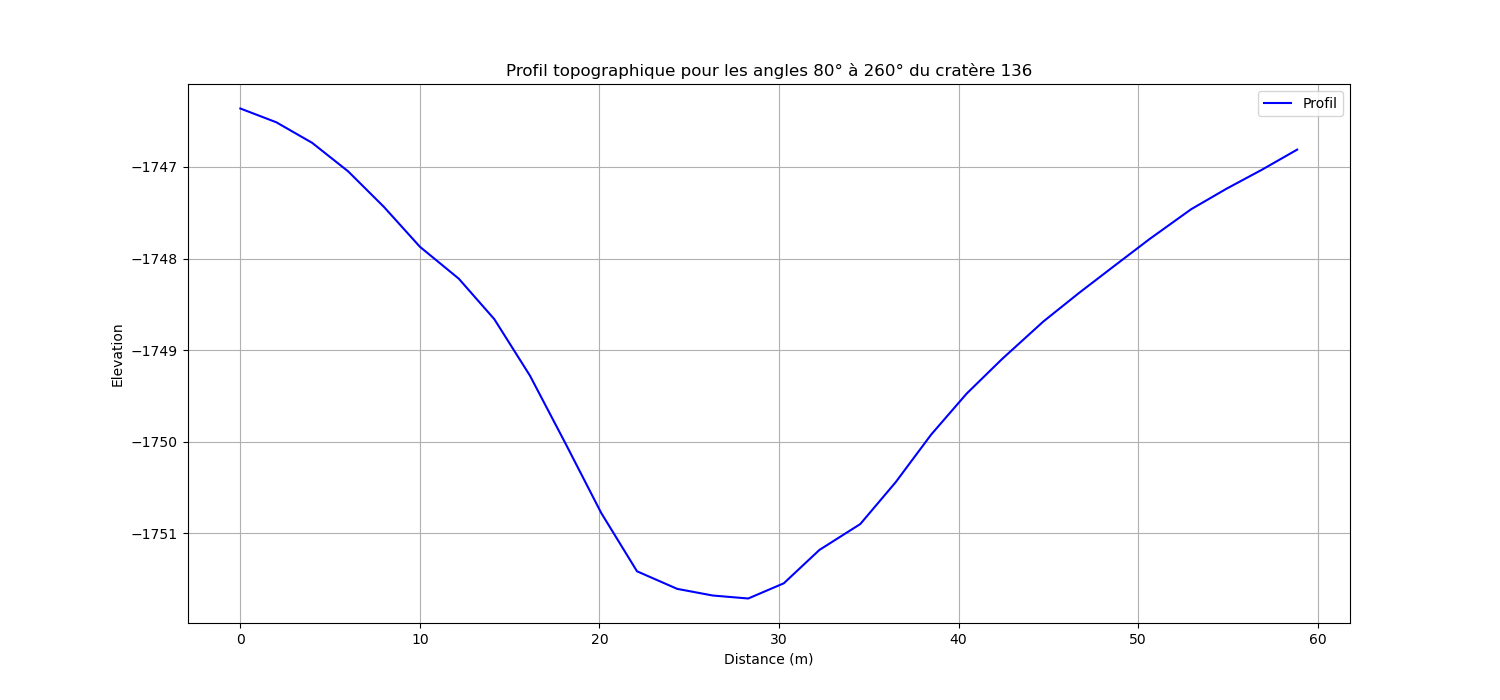 Profil topographique pour les angles 80° à 260° du cratère 136
Profil
−1747
−1748
−1749
−1750
−1751
Elevation
0 10 20 30 40 50 60
Distance (m)